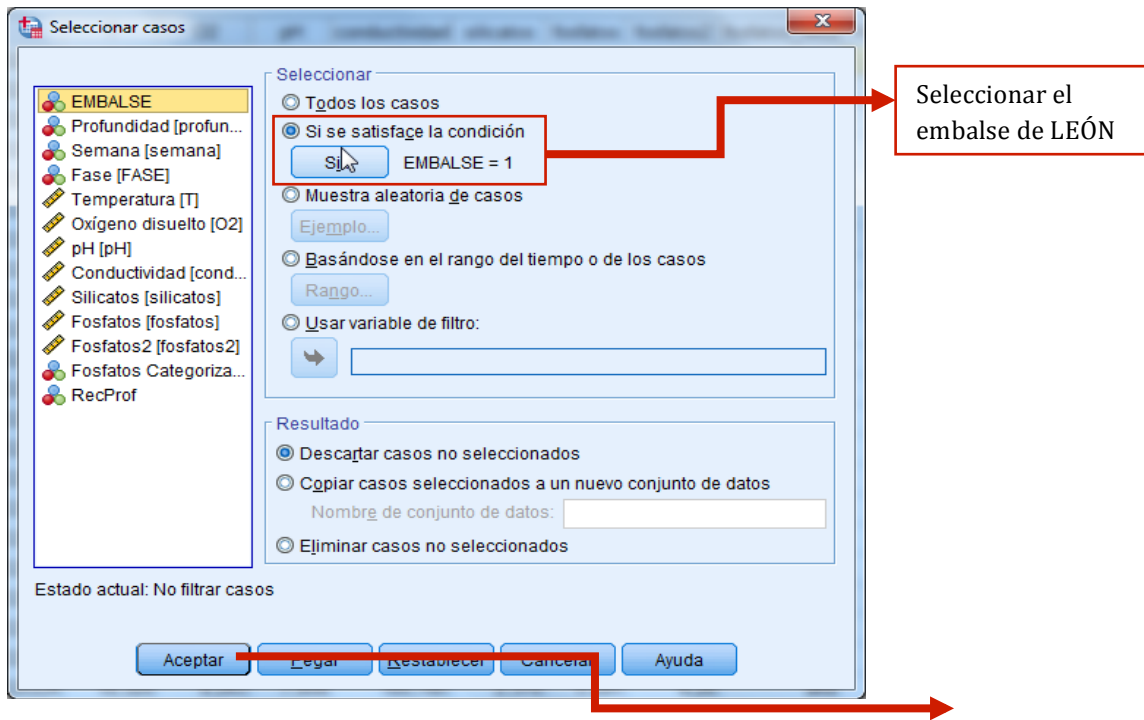 Seleccionar casos
EMBALSE
Profundidad [profun...
Semana [semana]
Fase [FASE]
Temperatura [T]
Oxígeno disuelto [O2]
pH [pH]
Conductividad [cond...
Silicatos [silicatos]
Fosfatos [fosfatos]
Fosfatos2 [fosfatos2]
Fosfatos Categoriza...
RecProf
Seleccionar
Todos los casos
Si se satisface la condición
Si EMBALSE = 1
Muestra aleatoria de casos
Ejemplo...
Basándose en el rango del tiempo o de los casos
Rango...
Usar variable de filtro:
Resultado
Descartar casos no seleccionados
Copiar casos seleccionados a un nuevo conjunto de datos
Nombre de conjunto de datos:
Eliminar casos no seleccionados
Estado actual: No filtrar casos
Aceptar Pegar Restablecer Cancelar Ayuda
Seleccionar el
embalse de LEÓN